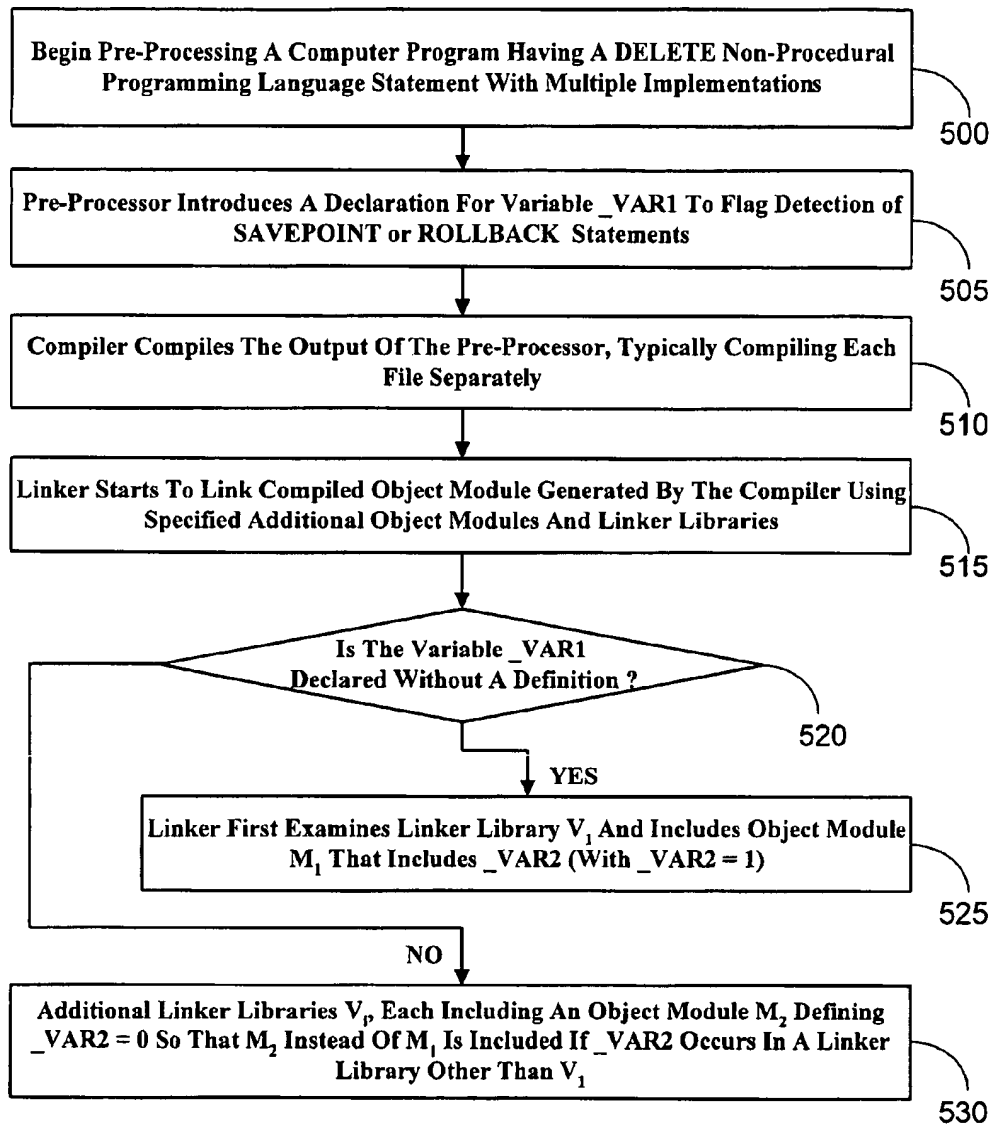 Begin Pre-Processing A Computer Program Having A DELETE Non-Procedural
Programming Language Statement With Multiple Implementations
500
Pre-Processor Introduces A Declaration For Variable _VAR1 To Flag Detection of
SAVEPOINT or ROLLBACK Statements
505
Compiler Compiles The Output Of The Pre-Processor, Typically Compiling Each
File Separately
510
Linker Starts To Link Compiled Object Module Generated By The Compiler Using
Specified Additional Object Modules And Linker Libraries
515
Is The Variable _VAR1
Declared Without A Definition ?
520
YES
Linker First Examines Linker Library V₁ And Includes Object Module
M₁ That Includes _VAR2 (With _VAR2 = 1)
525
NO
Additional Linker Libraries Vᵢ, Each Including An Object Module M₂ Defining
_VAR2 = 0 So That M₂ Instead Of M₁ Is Included If _VAR2 Occurs In A Linker
Library Other Than V₁
530